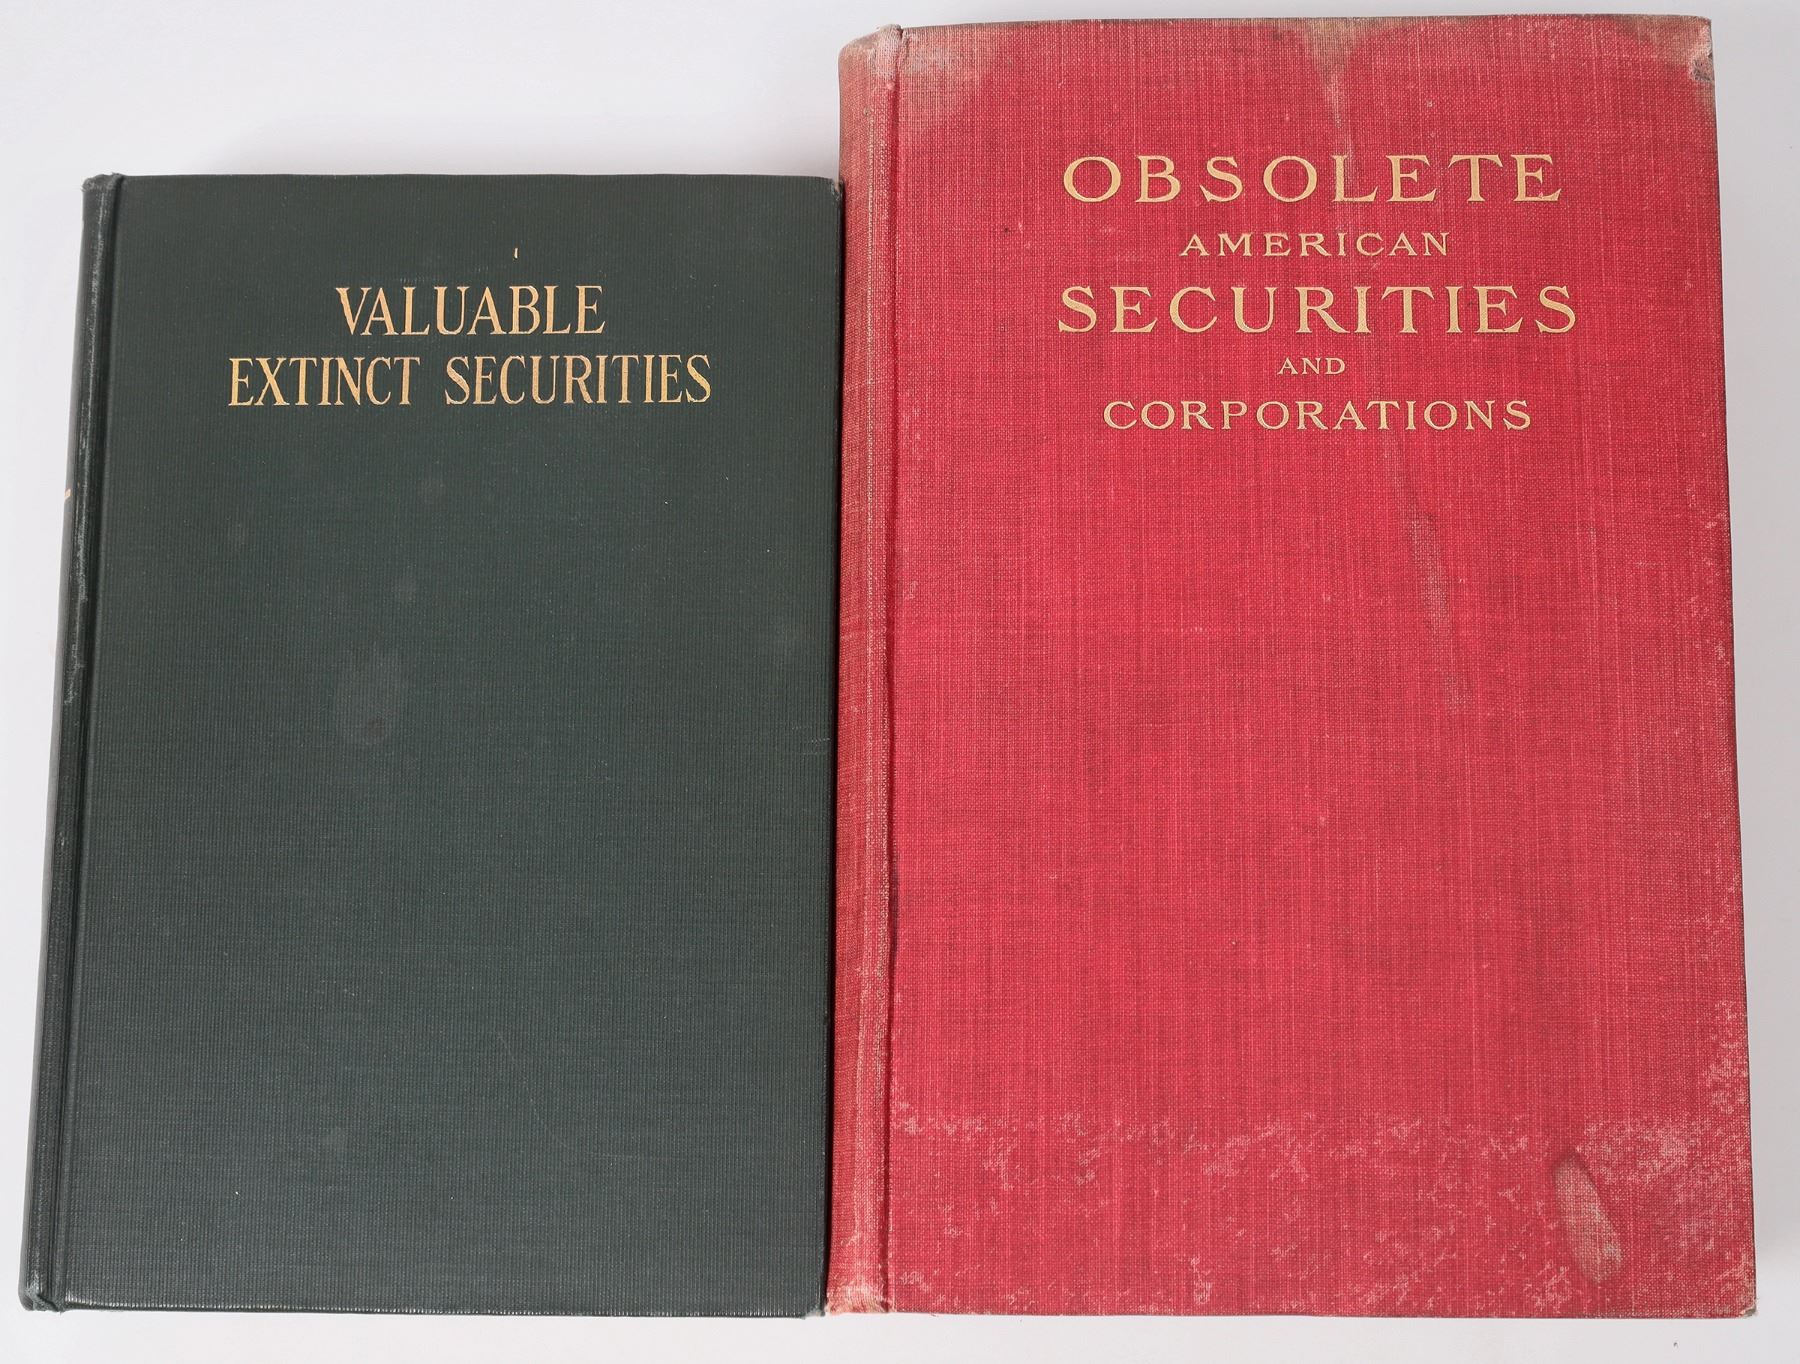 VALUABLE
EXTINCT SECURITIES
OBSOLETE
AMERICAN
SECURITIES
AND
CORPORATIONS